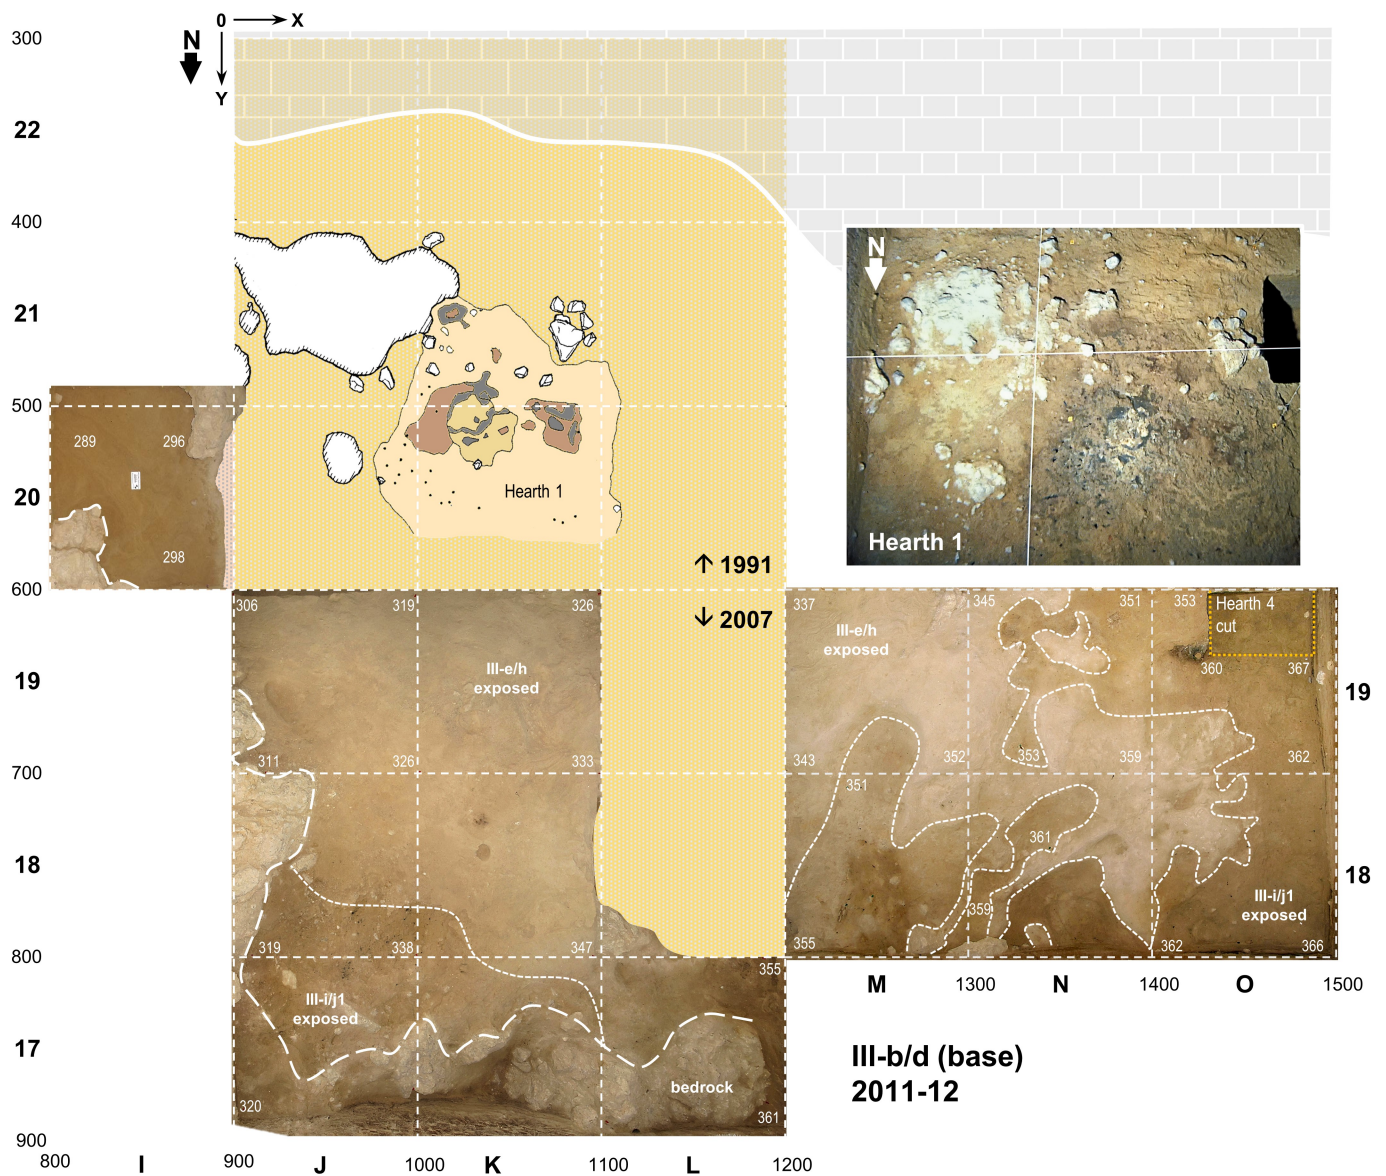 0 X
N
Y
300
22
400
21
500
20
600
19
700
18
800
17
900
N
Hearth 1
Hearth 1
289 296
298
↑ 1991
↓ 2007
306 319 326
III-e/h
exposed
311 326 333
319 338 347
355
III-i/j1
exposed
bedrock
320 361
337 345 351 353
Hearth 4
cut
III-e/h
exposed
360 367
19
343 352 353 359 362
351
361
18
359
III-i/j1
exposed
355 362 366
M 1300 N 1400 O 1500
III-b/d (base)
2011-12
800 I 900 J 1000 K 1100 L 1200